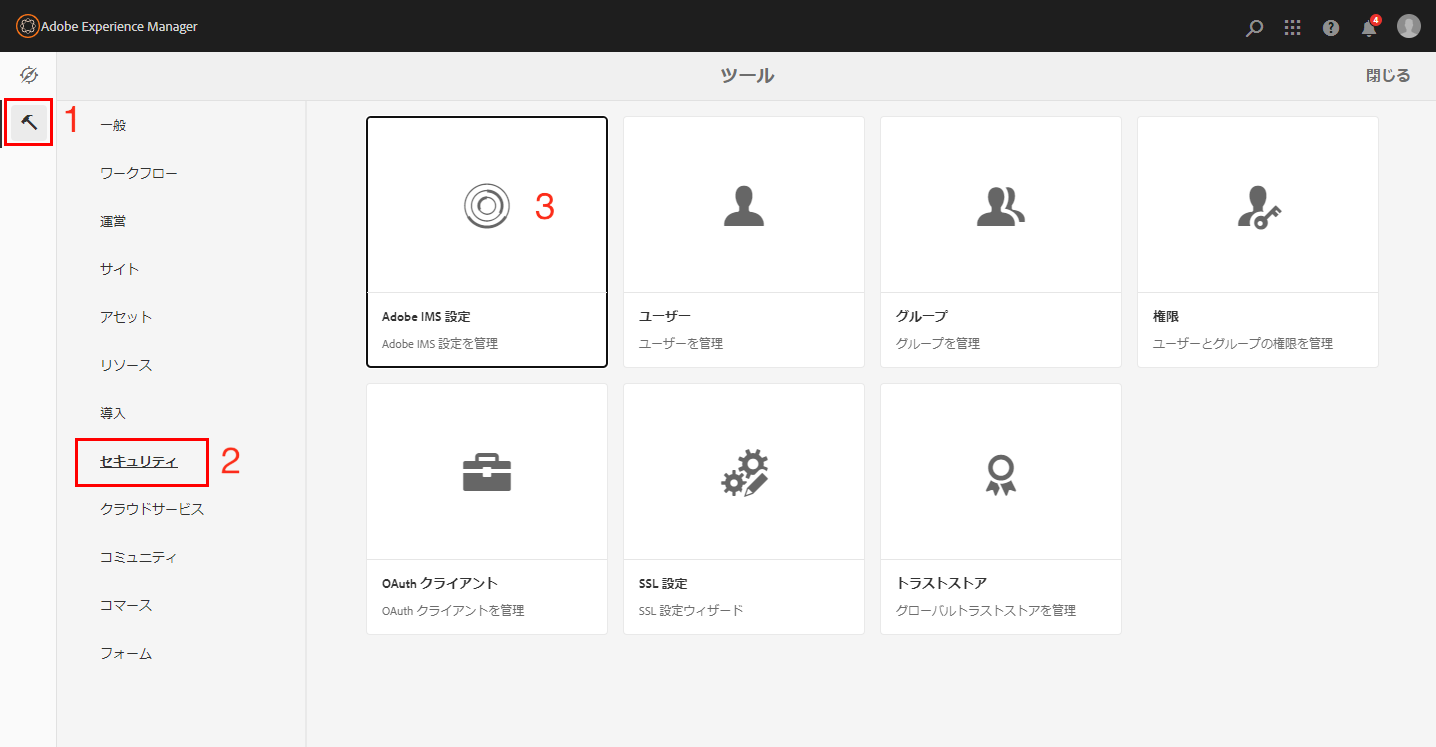 Adobe Experience Manager
4
ツール
閉じる
1
一般
ワークフロー
運営
サイト
アセット
リソース
導入
セキュリティ
2
クラウドサービス
コミュニティ
コマース
フォーム
3
Adobe IMS 設定
Adobe IMS 設定を管理
ユーザー
ユーザーを管理
グループ
グループを管理
権限
ユーザーとグループの権限を管理
OAuth クライアント
OAuth クライアントを管理
SSL 設定
SSL 設定ウィザード
トラストストア
グローバルトラストストアを管理